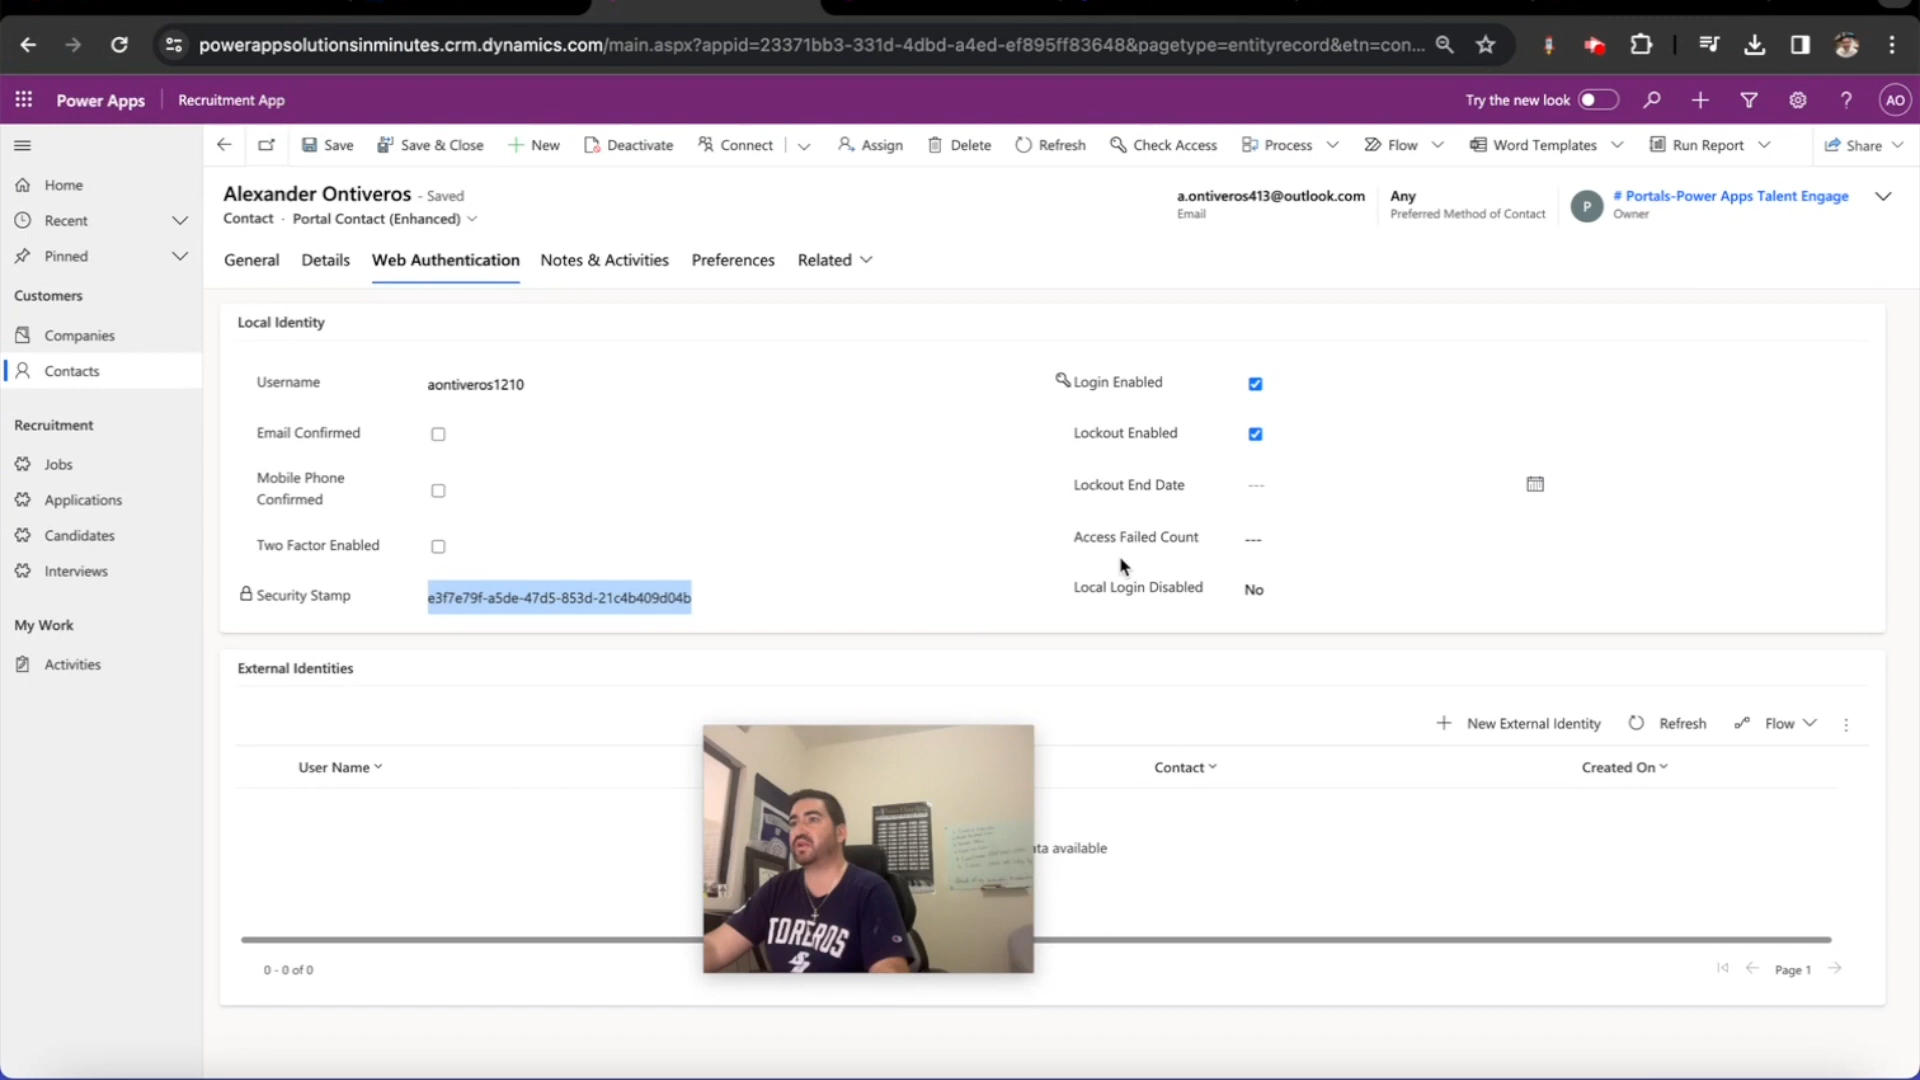 powerappsolutionsinminutes.crm.dynamics.com/main.aspx?appid=23371bb3-331d-4dbd-a4ed-ef895ff83648&pagetype=entityrecord&etn=con...
Power Apps
Recruitment App
Try the new look
AO
Save
Save & Close
New
Deactivate
Connect
Assign
Delete
Refresh
Check Access
Process
Flow
Word Templates
Run Report
Share
Home
Recent
Pinned
Customers
Companies
Contacts
Recruitment
Jobs
Applications
Candidates
Interviews
My Work
Activities
Alexander Ontiveros - Saved
Contact · Portal Contact (Enhanced)
a.ontiveros413@outlook.com
Email
Any
Preferred Method of Contact
P
# Portals-Power Apps Talent Engage
Owner
General
Details
Web Authentication
Notes & Activities
Preferences
Related
Local Identity
Username
aontiveros1210
Email Confirmed
Mobile Phone
Confirmed
Two Factor Enabled
Security Stamp
e3f7e79f-a5de-47d5-853d-21c4b409d04b
Login Enabled
Lockout Enabled
Lockout End Date
---
Access Failed Count
---
Local Login Disabled
No
External Identities
New External Identity
Refresh
Flow
User Name
Contact
Created On
available
TOREROS
0 - 0 of 0
Page 1